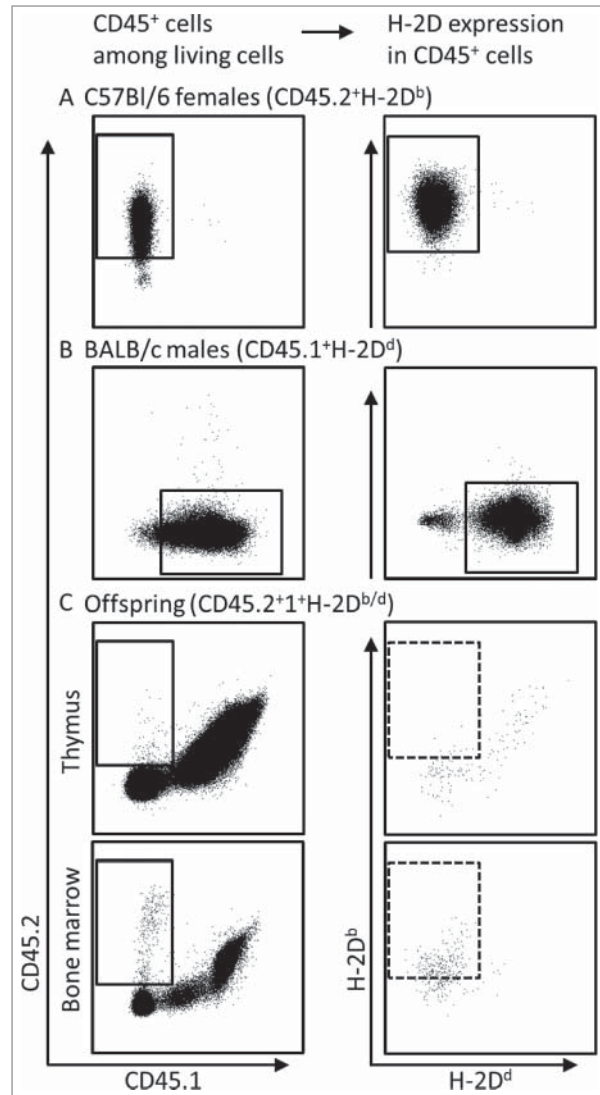 CD45⁺ cells
among living cells
H-2D expression
in CD45⁺ cells
A C57Bl/6 females (CD45.2⁺H-2Dᵇ)
B BALB/c males (CD45.1⁺H-2Dᵈ)
C Offspring (CD45.2⁺1⁺H-2Dᵇ/ᵈ)
Thymus
Bone marrow
CD45.2
CD45.1
H-2Dᵇ
H-2Dᵈ